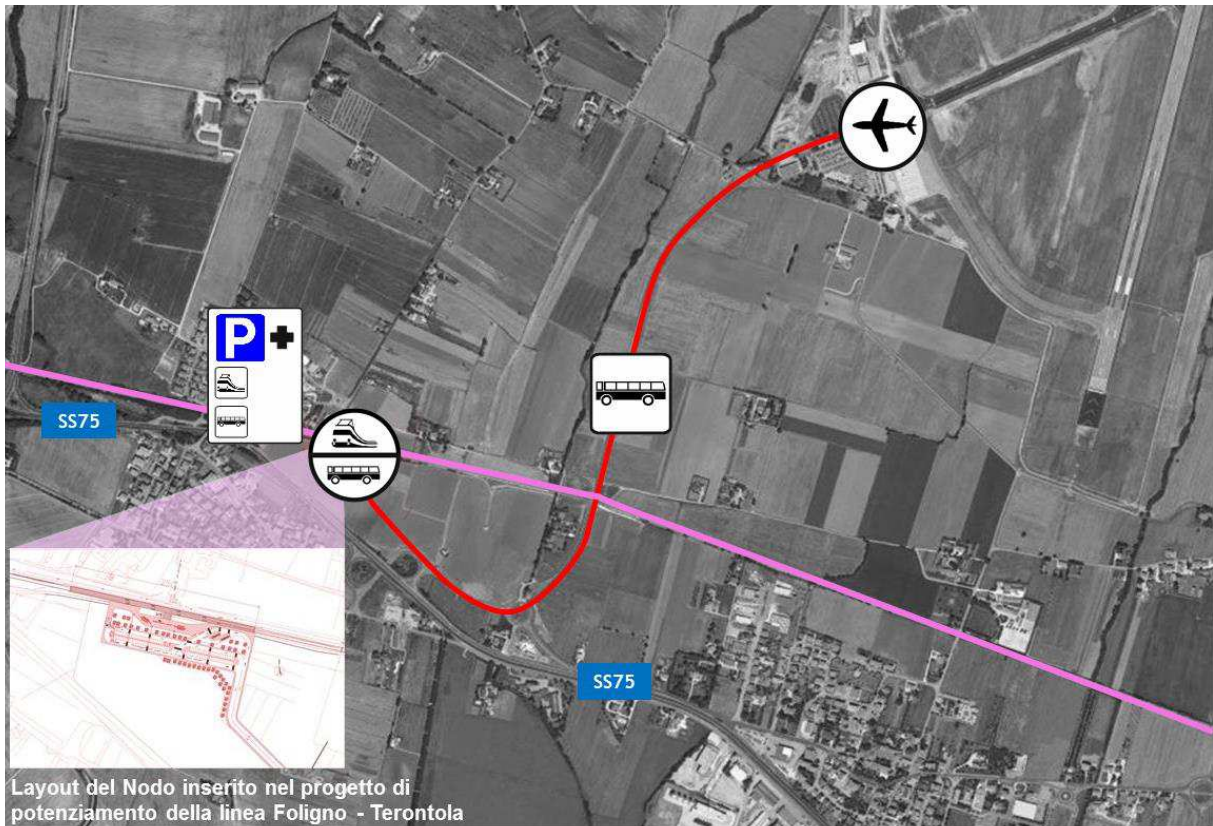 P
SS75
SS75
Layout del Nodo inserito nel progetto di
potenziamento della linea Foligno - Terontola